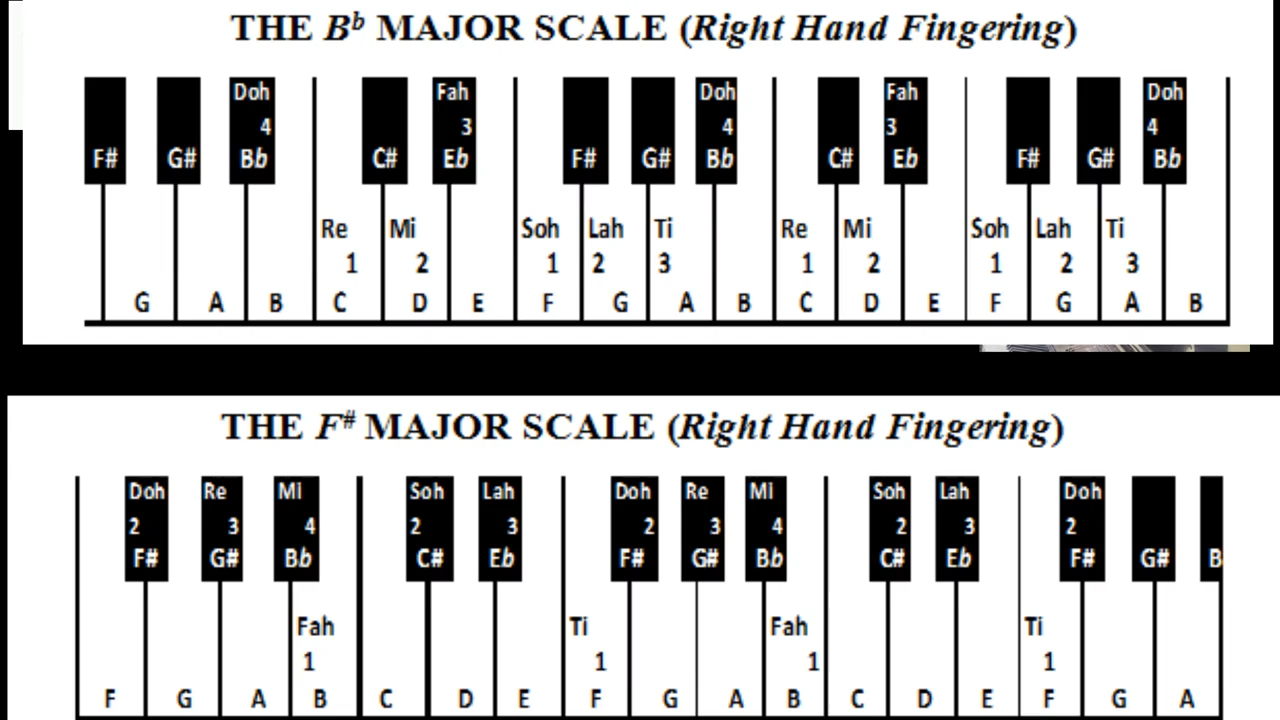 THE Bb MAJOR SCALE (Right Hand Fingering)
Doh Fah Doh Fah Doh
4 3 4 3 4
F# G# Bb C# Eb F# G# Bb C# Eb F# G# Bb
Re Mi Soh Lah Ti Re Mi Soh Lah Ti
1 2 1 2 3 1 2 1 2 3
G A B C D E F G A B C D E F G A B
THE F# MAJOR SCALE (Right Hand Fingering)
Doh Re Mi Soh Lah Doh Re Mi Soh Lah Doh
2 3 4 2 3 2 3 4 2 3 2
F# G# Bb C# Eb F# G# Bb C# Eb F# G# B
Fah Ti Fah Ti
1 1 1 1
F G A B C D E F G A B C D E F G A